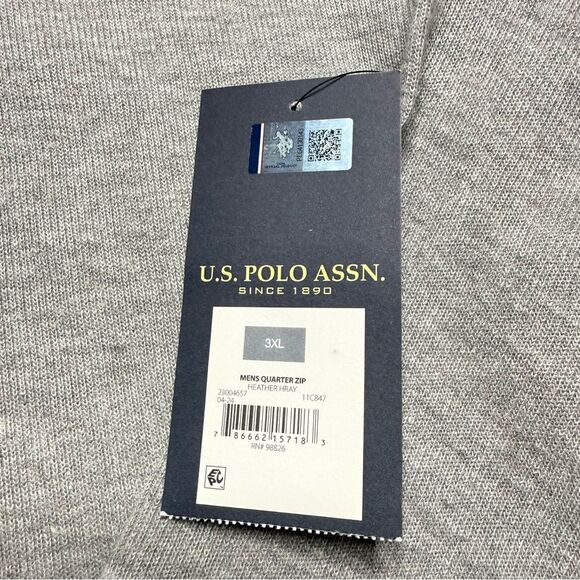 U.S. POLO ASSN.
SINCE 1890
3XL
MENS QUARTER ZIP
HEATHER HRAY
23004657 11CB47
04-24
7 86662 15718 3
RN# 98826